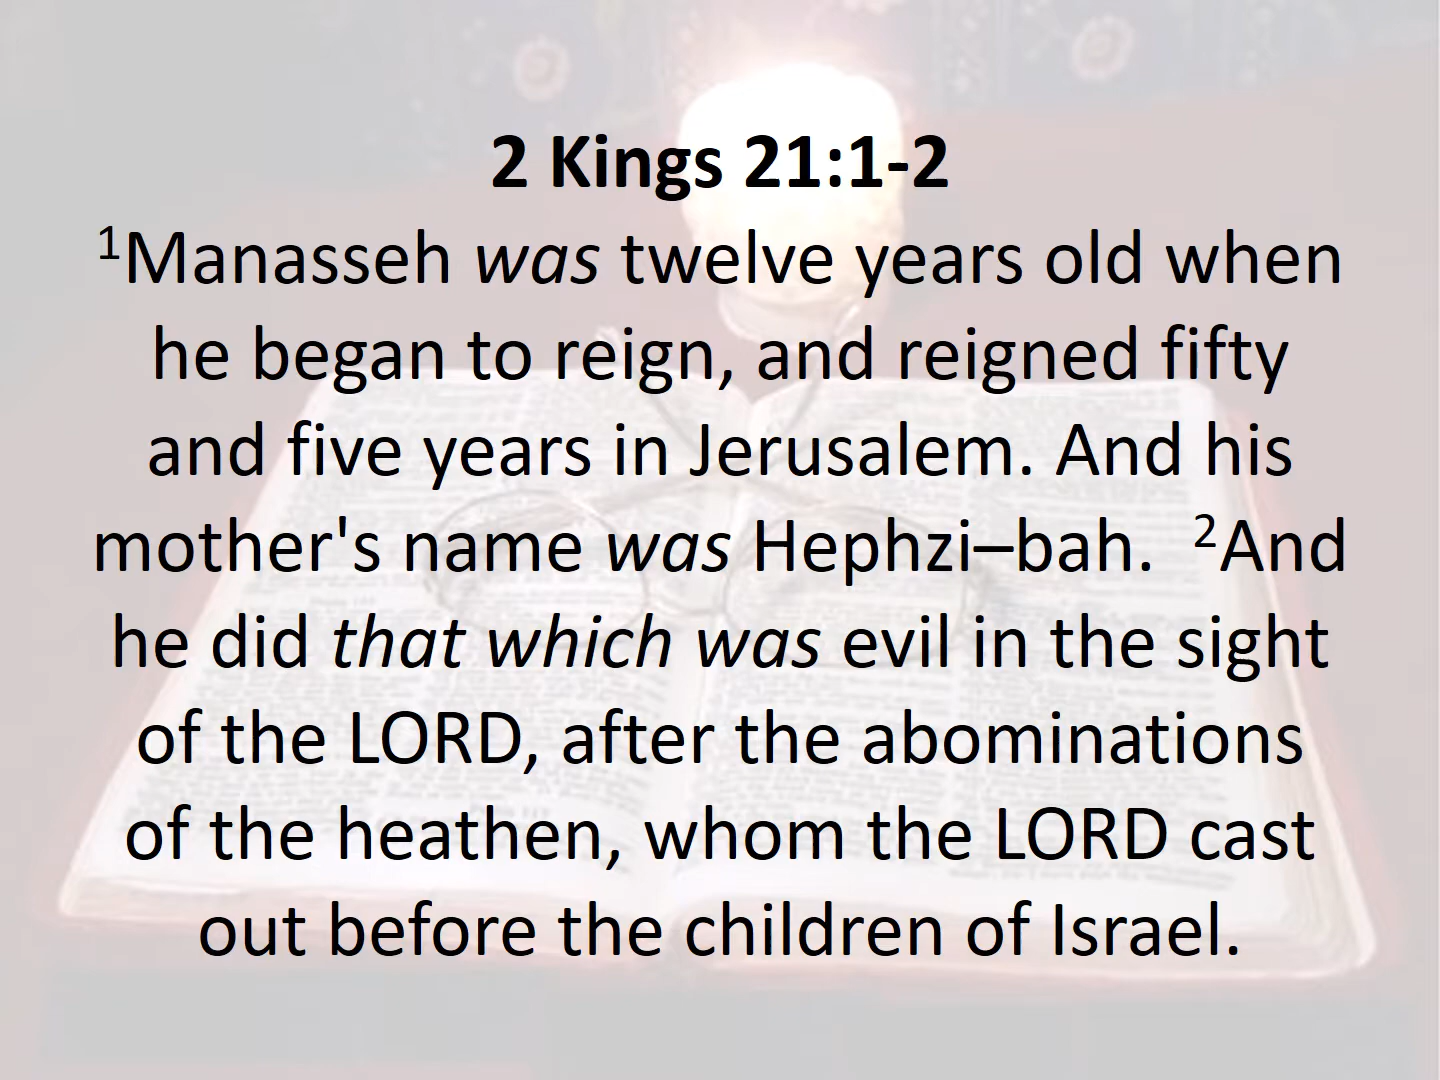 2 Kings 21:1-2
¹Manasseh was twelve years old when
he began to reign, and reigned fifty
and five years in Jerusalem. And his
mother's name was Hephzi–bah.  ²And
he did that which was evil in the sight
of the LORD, after the abominations
of the heathen, whom the LORD cast
out before the children of Israel.